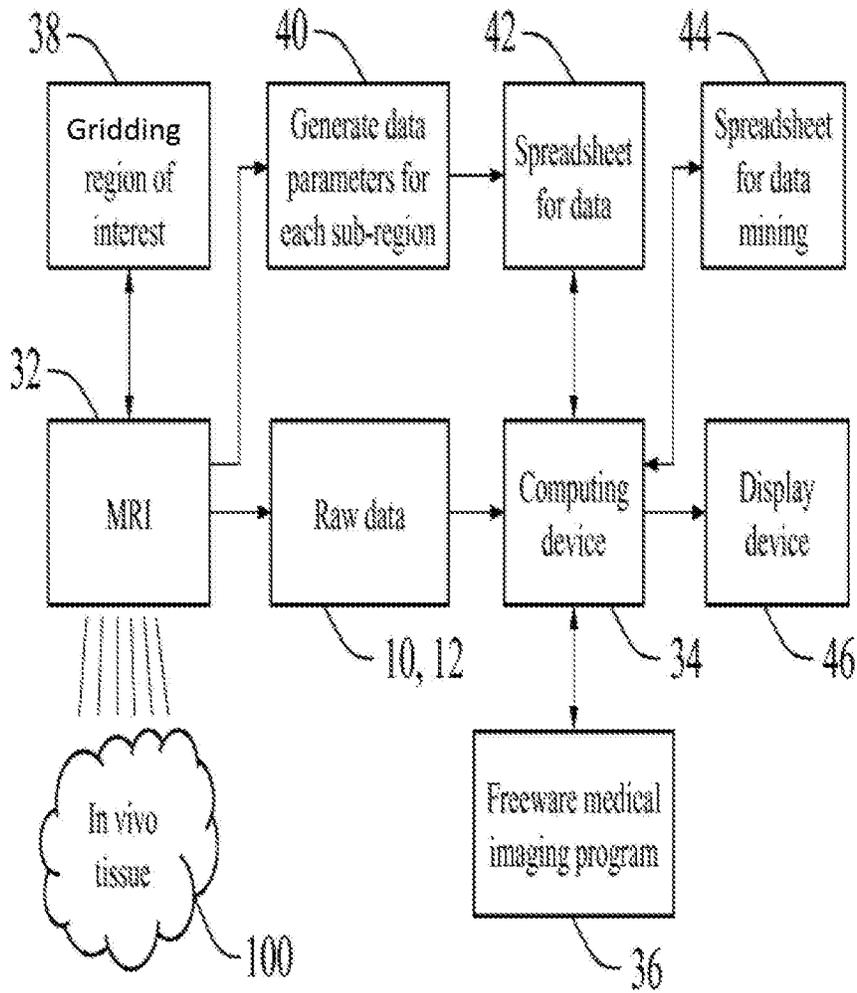 38
40
42
44
Gridding
region of
interest
Generate data
parameters for
each sub-region
Spreadsheet
for data
Spreadsheet
for data
mining
32
MRI
Raw data
Computing
device
Display
device
10, 12
34
46
In vivo
tissue
100
Freeware medical
imaging program
36